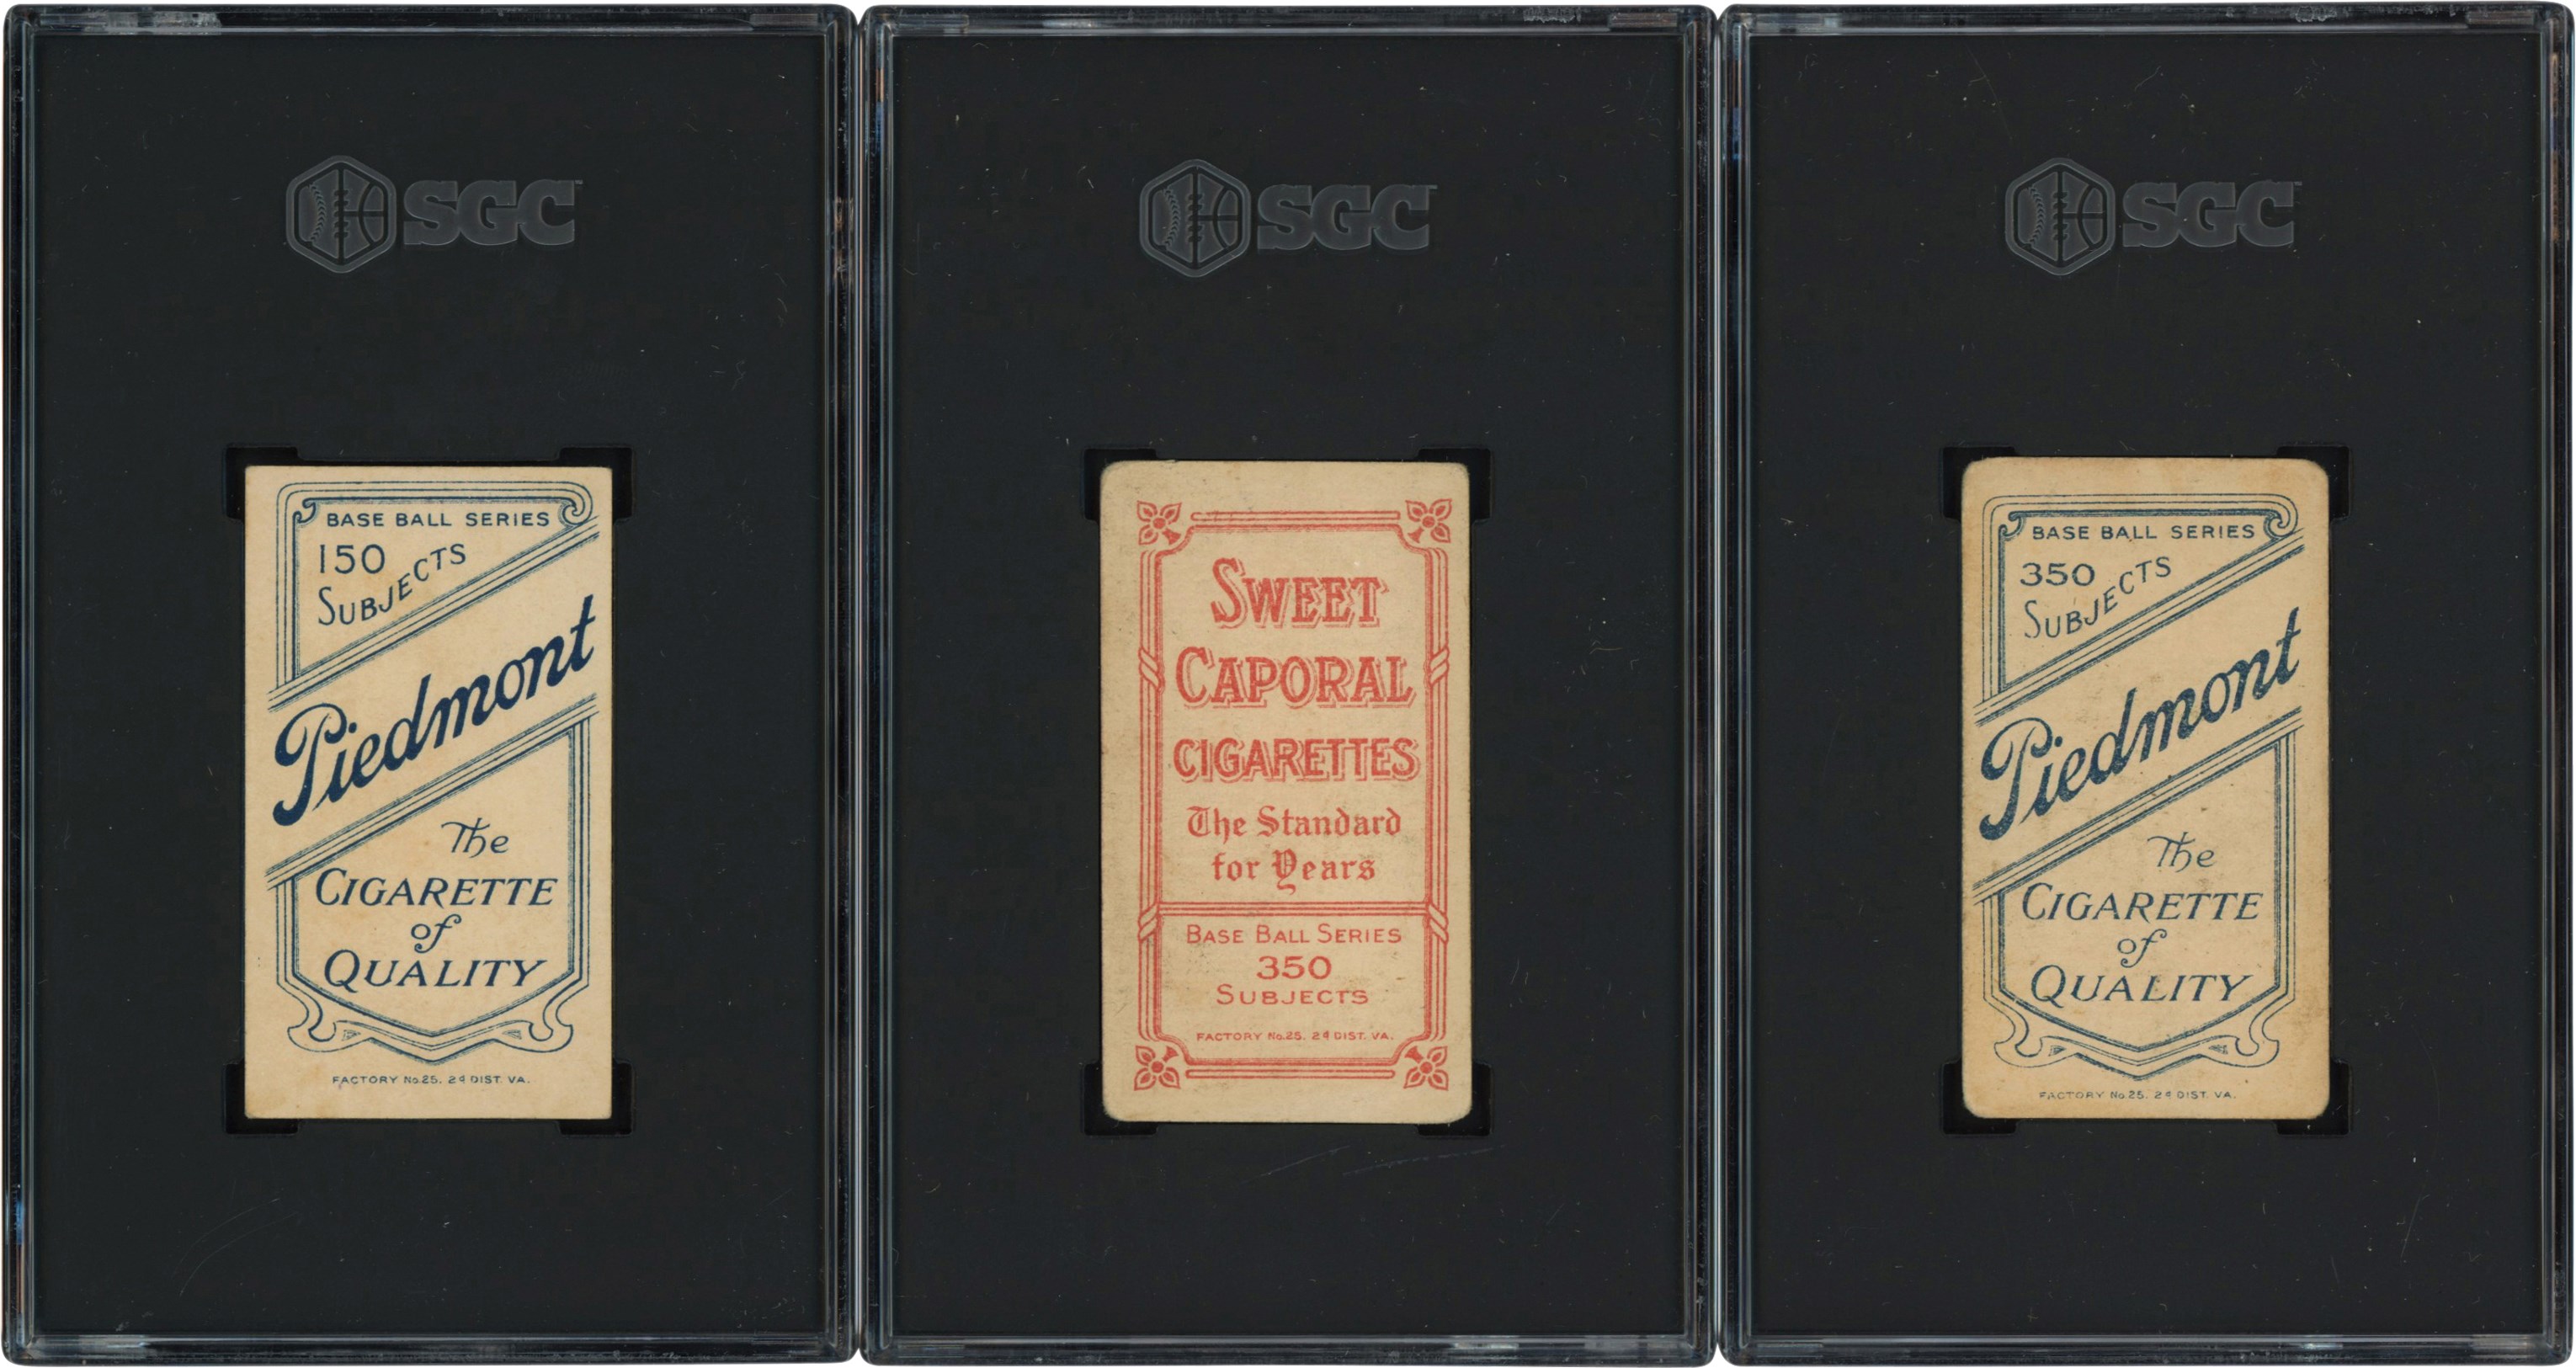 SGC
BASE BALL SERIES
150
SUBJECTS
Piedmont
The
CIGARETTE
of
QUALITY
FACTORY No.25. 2d DIST. VA.
SGC
SWEET
CAPORAL
CIGARETTES
The Standard
for Years
BASE BALL SERIES
350
SUBJECTS
FACTORY No.25. 2d DIST. VA.
SGC
BASE BALL SERIES
350
SUBJECTS
Piedmont
The
CIGARETTE
of
QUALITY
FACTORY No.25. 2d DIST. VA.